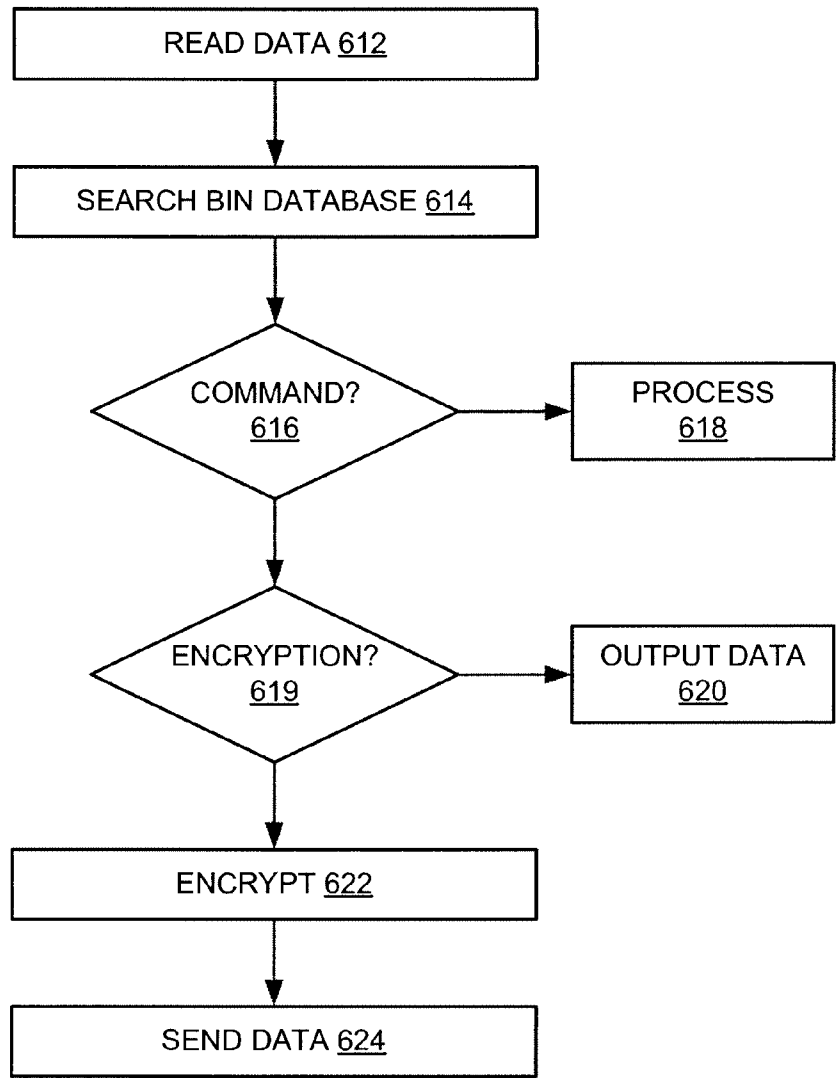 READ DATA 612
SEARCH BIN DATABASE 614
COMMAND?
616
PROCESS
618
ENCRYPTION?
619
OUTPUT DATA
620
ENCRYPT 622
SEND DATA 624